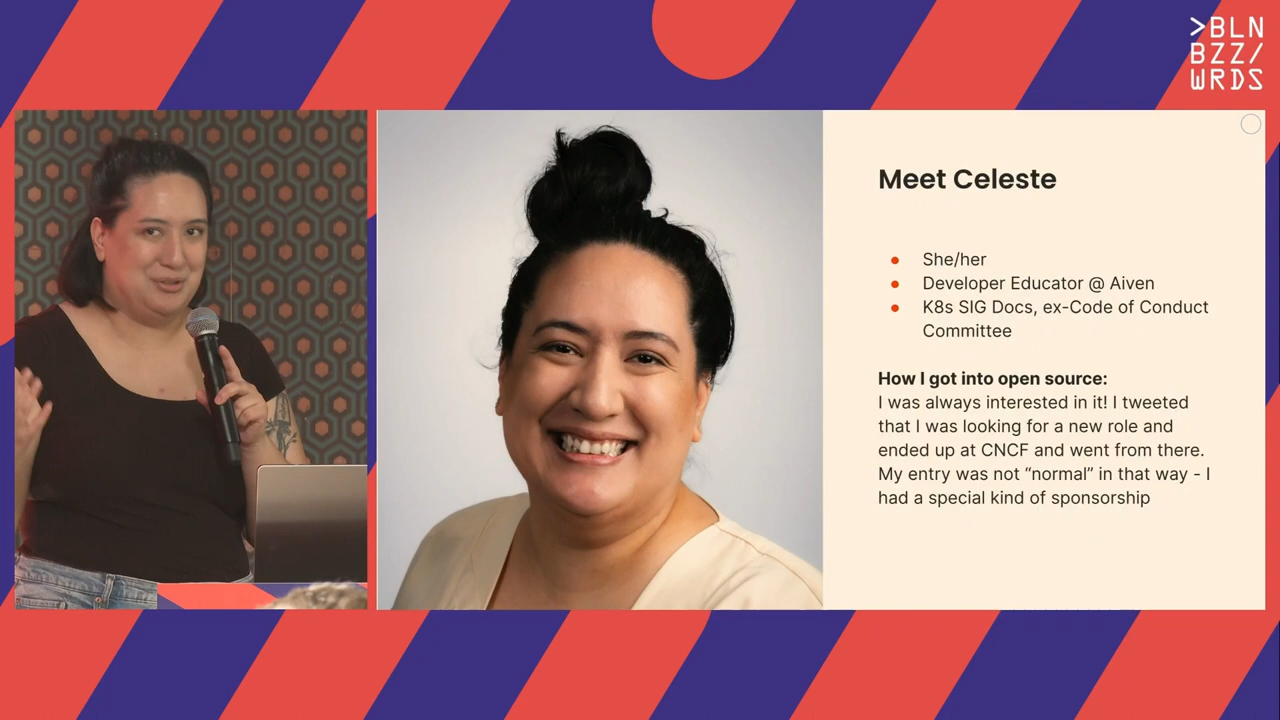 >BLN
BZZ/
WRDS
Meet Celeste
She/her
Developer Educator @ Aiven
K8s SIG Docs, ex-Code of Conduct
Committee
How I got into open source:
I was always interested in it! I tweeted
that I was looking for a new role and
ended up at CNCF and went from there.
My entry was not “normal” in that way - I
had a special kind of sponsorship